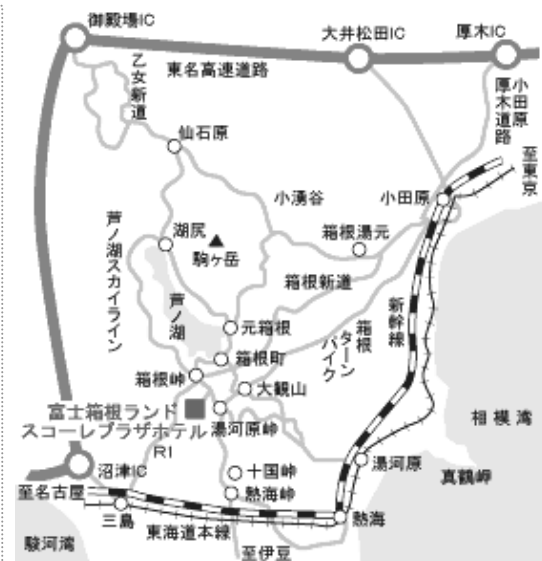 御殿場IC
大井松田IC
厚木IC
東名高速道路
乙女新道
小田原
厚木道路
至東京
仙石原
小湧谷
小田原
芦ノ湖スカイライン
湖尻
駒ヶ岳
箱根湯元
箱根新道
芦ノ湖
元箱根
箱根
ターン
パイク
新幹線
箱根町
箱根峠
大観山
富士箱根ランド
スコーレプラザホテル
湯河原峠
相模湾
R1
沼津IC
十国峠
湯河原
真鶴岬
至名古屋
熱海峠
三島
東海道本線
熱海
駿河湾
至伊豆